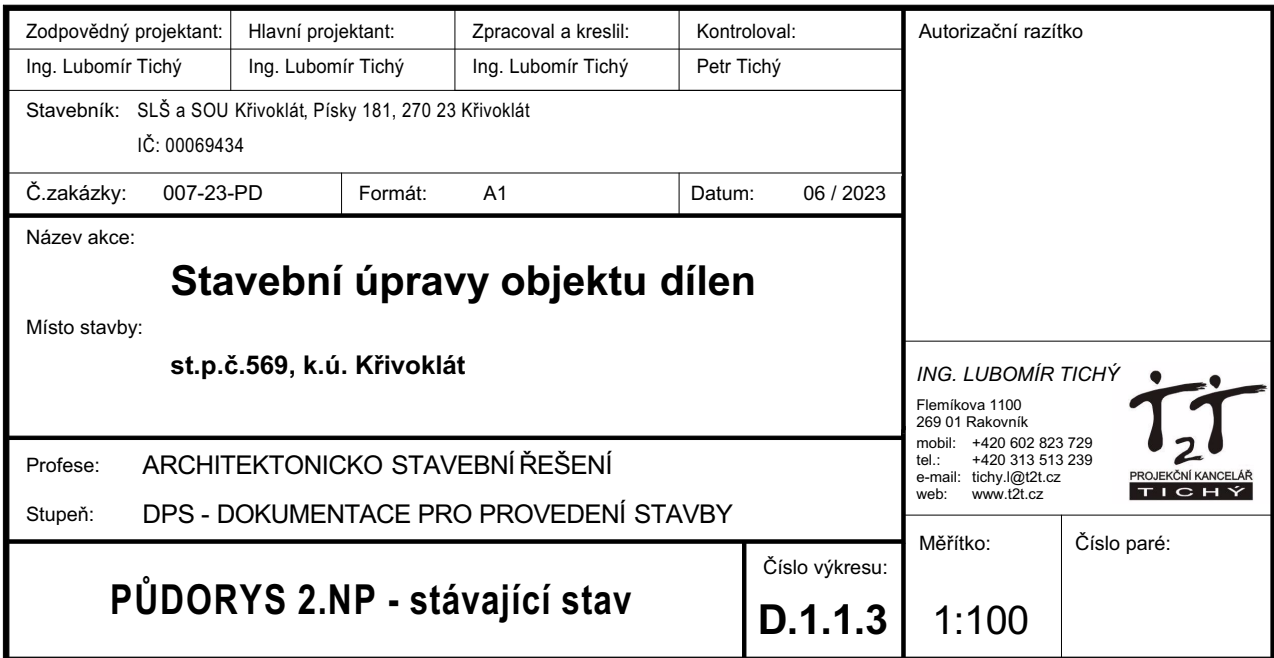 Zodpovědný projektant: Hlavní projektant: Zpracoval a kreslil: Kontroloval:
Ing. Lubomír Tichý Ing. Lubomír Tichý Ing. Lubomír Tichý Petr Tichý
Stavebník: SLŠ a SOU Křivoklát, Písky 181, 270 23 Křivoklát
IČ: 00069434
Č.zakázky: 007-23-PD Formát: A1 Datum: 06 / 2023
Název akce:
Stavební úpravy objektu dílen
Místo stavby:
st.p.č.569, k.ú. Křivoklát
Profese: ARCHITEKTONICKO STAVEBNÍ ŘEŠENÍ
Stupeň: DPS - DOKUMENTACE PRO PROVEDENÍ STAVBY
PŮDORYS 2.NP - stávající stav
Číslo výkresu:
D.1.1.3
Autorizační razítko
ING. LUBOMÍR TICHÝ
Flemíkova 1100
269 01 Rakovník
mobil: +420 602 823 729
tel.: +420 313 513 239
e-mail: tichy.l@t2t.cz
web: www.t2t.cz
T2T
PROJEKČNÍ KANCELÁŘ
TICHÝ
Měřítko:
1:100
Číslo paré: